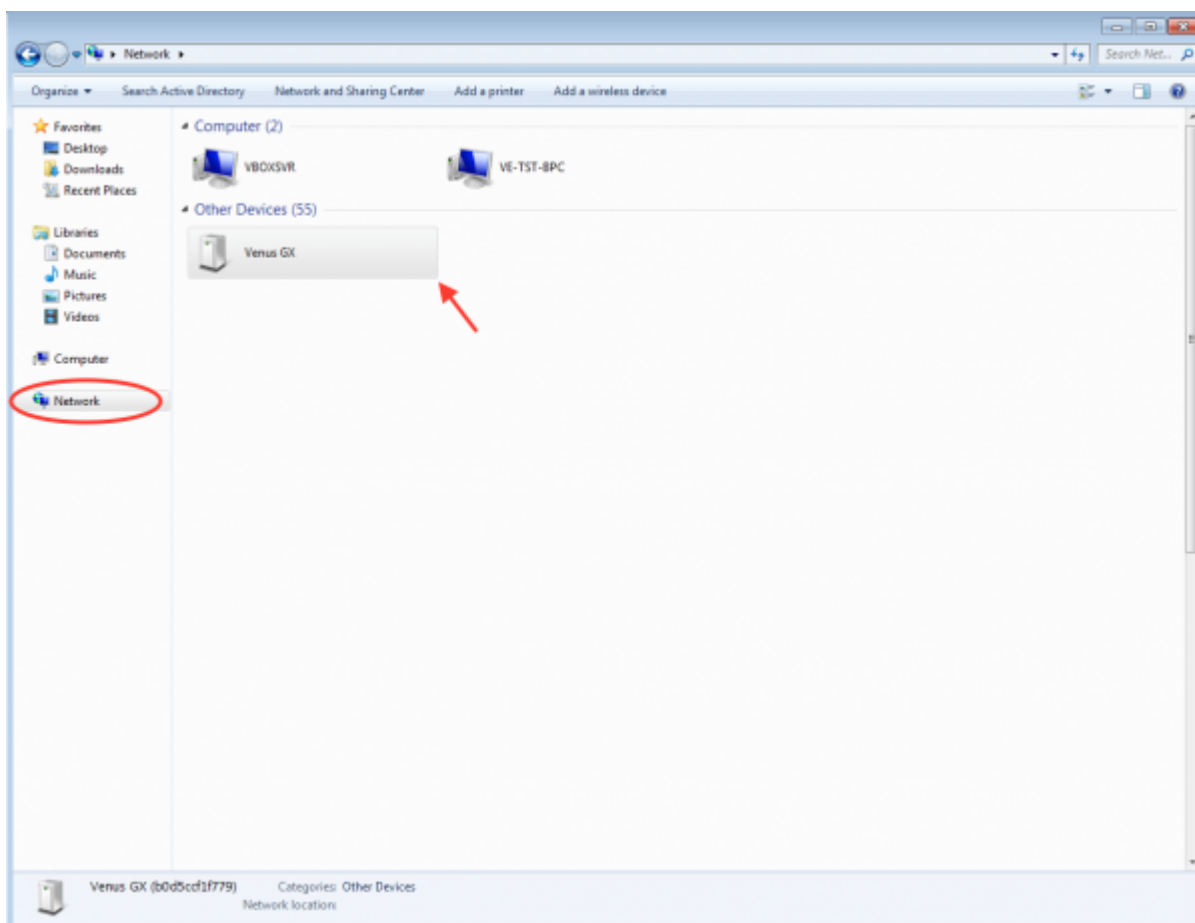 Network
Search Net...
Organize Search Active Directory Network and Sharing Center Add a printer Add a wireless device
Favorites
Desktop
Downloads
Recent Places
Libraries
Documents
Music
Pictures
Videos
Computer
Network
Computer (2)
VBOXSVR VE-TST-8PC
Other Devices (55)
Venus GX
Venus GX (b0d5ccf1f779) Categories: Other Devices
Network location: